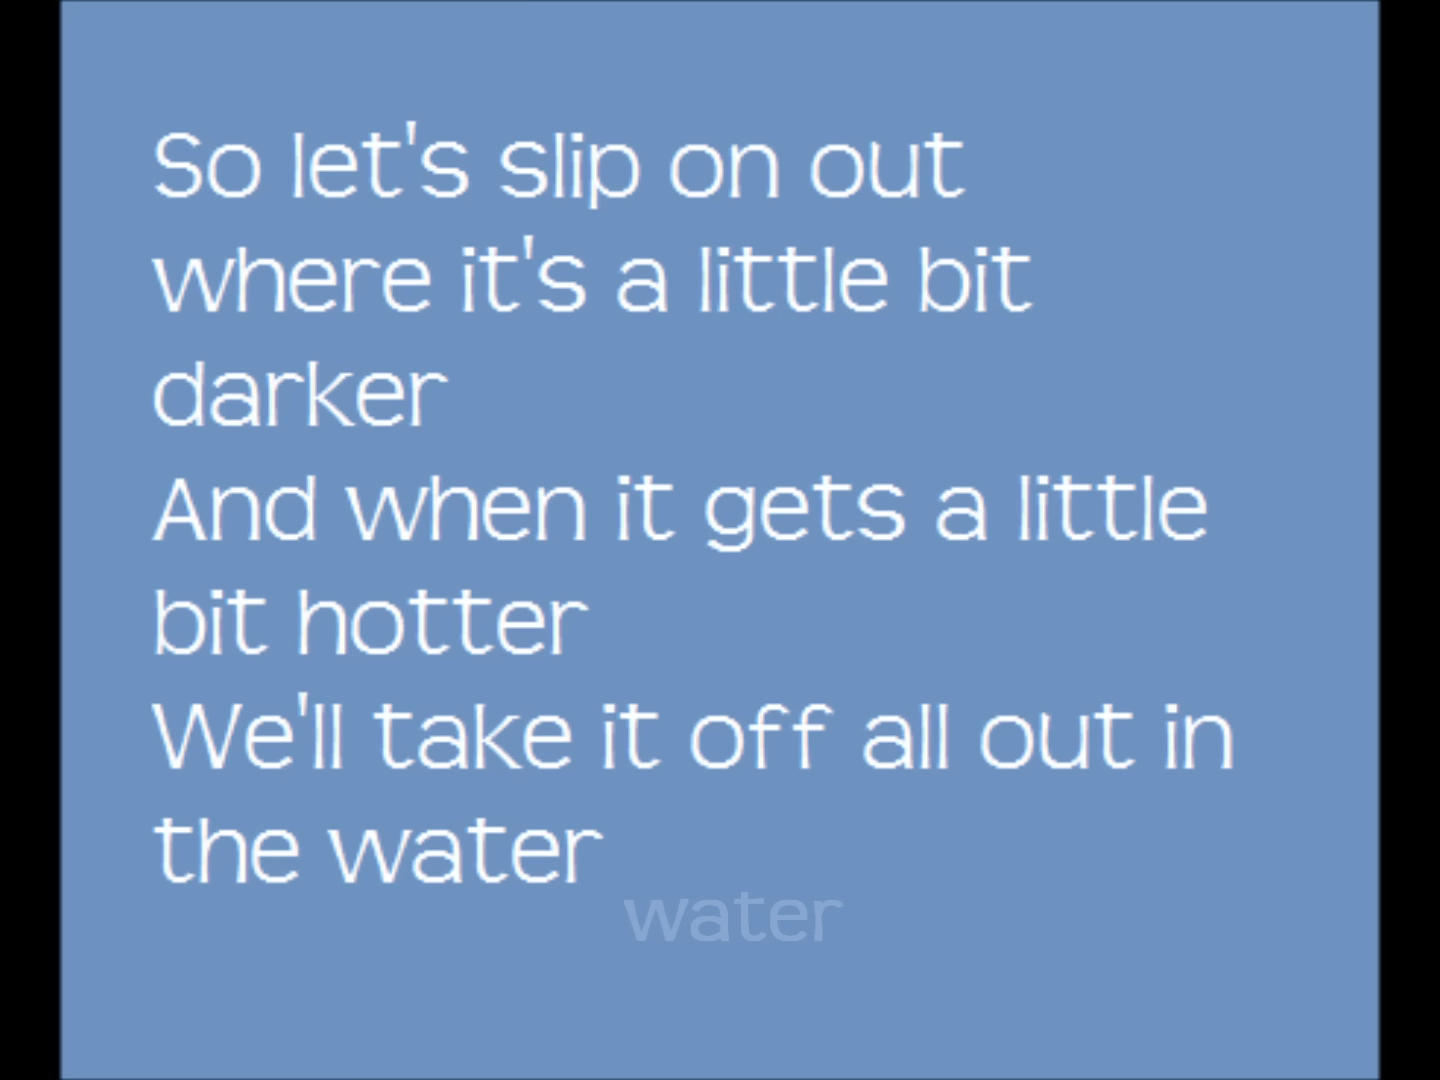 So let's slip on out
where it's a little bit
darker
And when it gets a little
bit hotter
We'll take it off all out in
the water
water